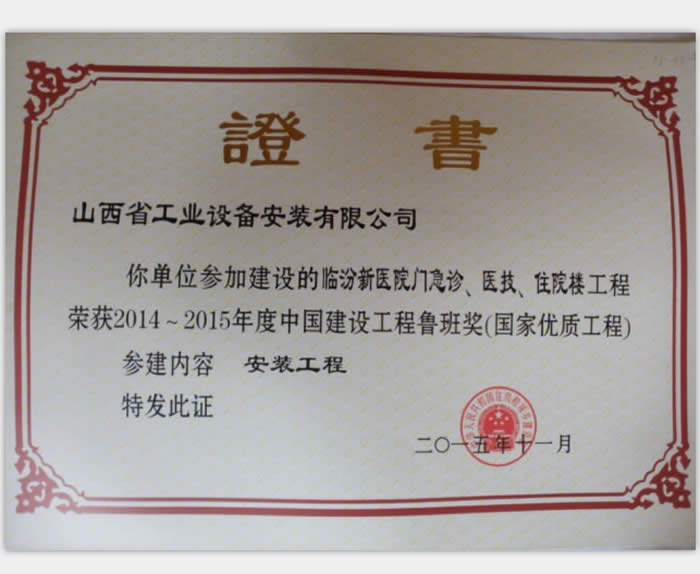 證 書
山西省工业设备安装有限公司
你单位参加建设的临汾新医院门急诊、医技、住院楼工程
荣获2014～2015年度中国建设工程鲁班奖(国家优质工程)
参建内容 安装工程
特发此证
二〇一五年十一月